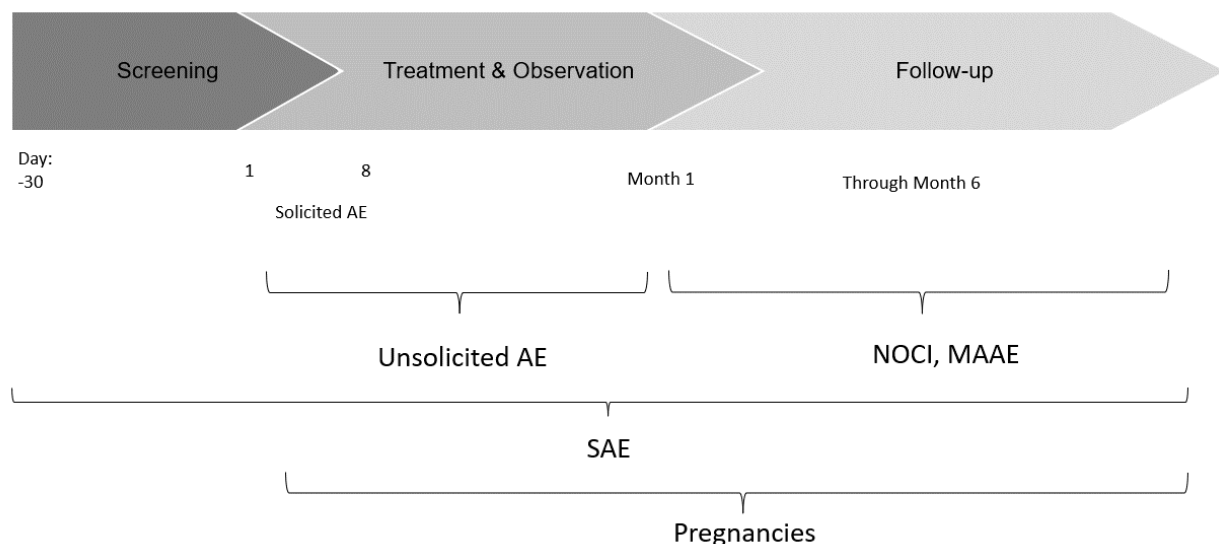 Screening
Treatment & Observation
Follow-up
Day:
-30
1
8
Month 1
Through Month 6
Solicited AE
Unsolicited AE
NOCI, MAAE
SAE
Pregnancies